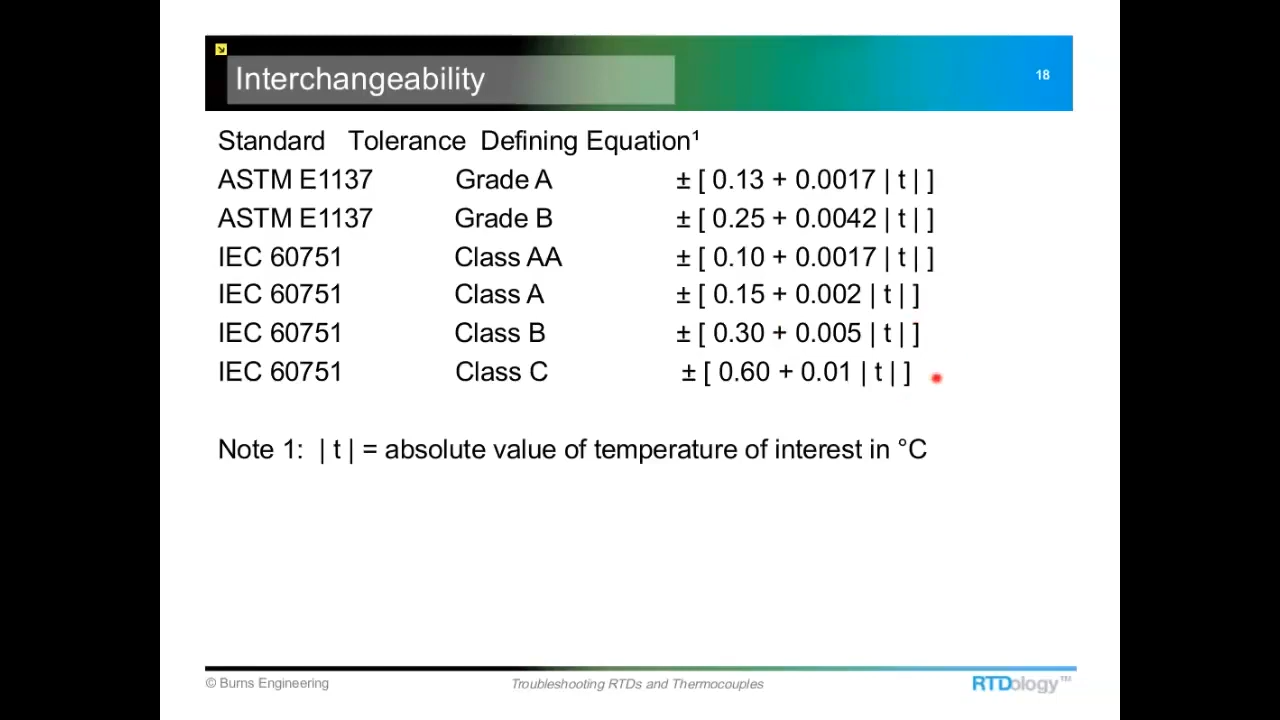 Interchangeability
18
Standard Tolerance Defining Equation¹
ASTM E1137 Grade A ± [ 0.13 + 0.0017 | t | ]
ASTM E1137 Grade B ± [ 0.25 + 0.0042 | t | ]
IEC 60751 Class AA ± [ 0.10 + 0.0017 | t | ]
IEC 60751 Class A ± [ 0.15 + 0.002 | t | ]
IEC 60751 Class B ± [ 0.30 + 0.005 | t | ]
IEC 60751 Class C ± [ 0.60 + 0.01 | t | ]
Note 1: | t | = absolute value of temperature of interest in °C
© Burns Engineering Troubleshooting RTDs and Thermocouples RTDology™